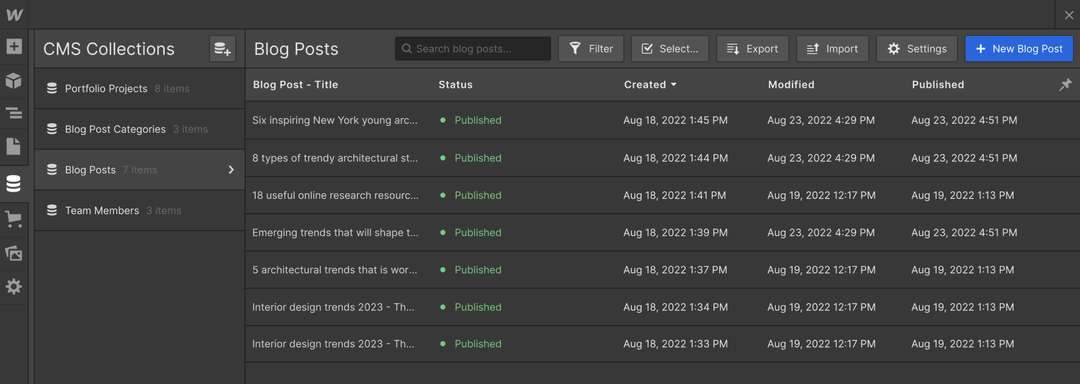 CMS Collections
Blog Posts
Search blog posts...
Filter
Select...
Export
Import
Settings
+ New Blog Post
Portfolio Projects 8 items
Blog Post Categories 3 items
Blog Posts 7 items
Team Members 3 items
Blog Post - Title Status Created Modified Published
Six inspiring New York young arc... Published Aug 18, 2022 1:45 PM Aug 23, 2022 4:29 PM Aug 23, 2022 4:51 PM
8 types of trendy architectural st... Published Aug 18, 2022 1:44 PM Aug 23, 2022 4:29 PM Aug 23, 2022 4:51 PM
18 useful online research resourc... Published Aug 18, 2022 1:41 PM Aug 19, 2022 12:17 PM Aug 19, 2022 1:13 PM
Emerging trends that will shape t... Published Aug 18, 2022 1:39 PM Aug 23, 2022 4:29 PM Aug 23, 2022 4:51 PM
5 architectural trends that is wor... Published Aug 18, 2022 1:37 PM Aug 19, 2022 12:17 PM Aug 19, 2022 1:13 PM
Interior design trends 2023 - Th... Published Aug 18, 2022 1:34 PM Aug 19, 2022 12:17 PM Aug 19, 2022 1:13 PM
Interior design trends 2023 - Th... Published Aug 18, 2022 1:33 PM Aug 19, 2022 12:17 PM Aug 19, 2022 1:13 PM